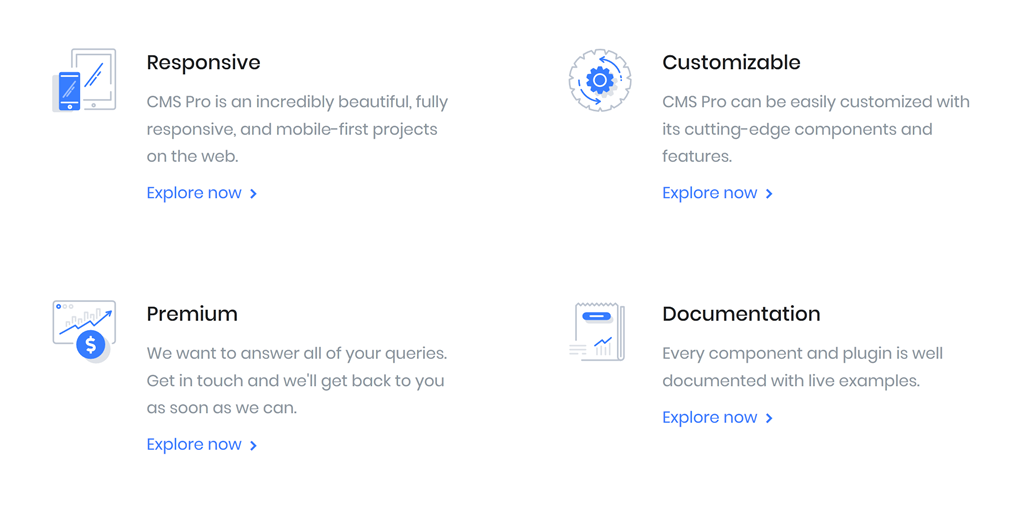 Responsive
CMS Pro is an incredibly beautiful, fully
responsive, and mobile-first projects
on the web.
Explore now
Customizable
CMS Pro can be easily customized with
its cutting-edge components and
features.
Explore now
Premium
We want to answer all of your queries.
Get in touch and we'll get back to you
as soon as we can.
Explore now
$
Documentation
Every component and plugin is well
documented with live examples.
Explore now